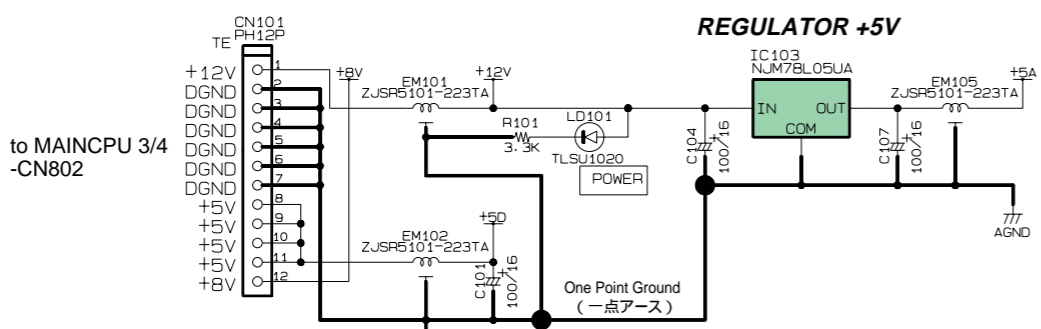 REGULATOR +5V
CN101
PH12P
TE
IC103
NJM78L05UA
+12V
DGND
DGND
DGND
DGND
DGND
DGND
+5V
+5V
+5V
+5V
+8V
1
2
3
4
5
6
7
8
9
10
11
12
+8V
EM101
ZJSR5101-223TA
+12V
R101
3.3K
LD101
TLSU1020
POWER
C104
100/16
IN
OUT
COM
C107
100/16
EM105
ZJSR5101-223TA
+5A
AGND
to MAINCPU 3/4
-CN802
EM102
ZJSR5101-223TA
+5D
C101
100/16
One Point Ground
(一点アース)